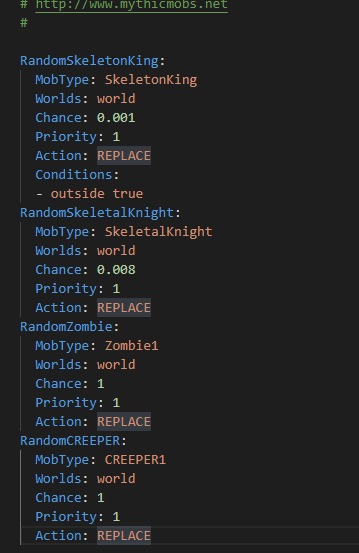 # http://www.mythicmobs.net
#
RandomSkeletonKing:
MobType: SkeletonKing
Worlds: world
Chance: 0.001
Priority: 1
Action: REPLACE
Conditions:
- outside true
RandomSkeletalKnight:
MobType: SkeletalKnight
Worlds: world
Chance: 0.008
Priority: 1
Action: REPLACE
RandomZombie:
MobType: Zombie1
Worlds: world
Chance: 1
Priority: 1
Action: REPLACE
RandomCREEPER:
MobType: CREEPER1
Worlds: world
Chance: 1
Priority: 1
Action: REPLACE